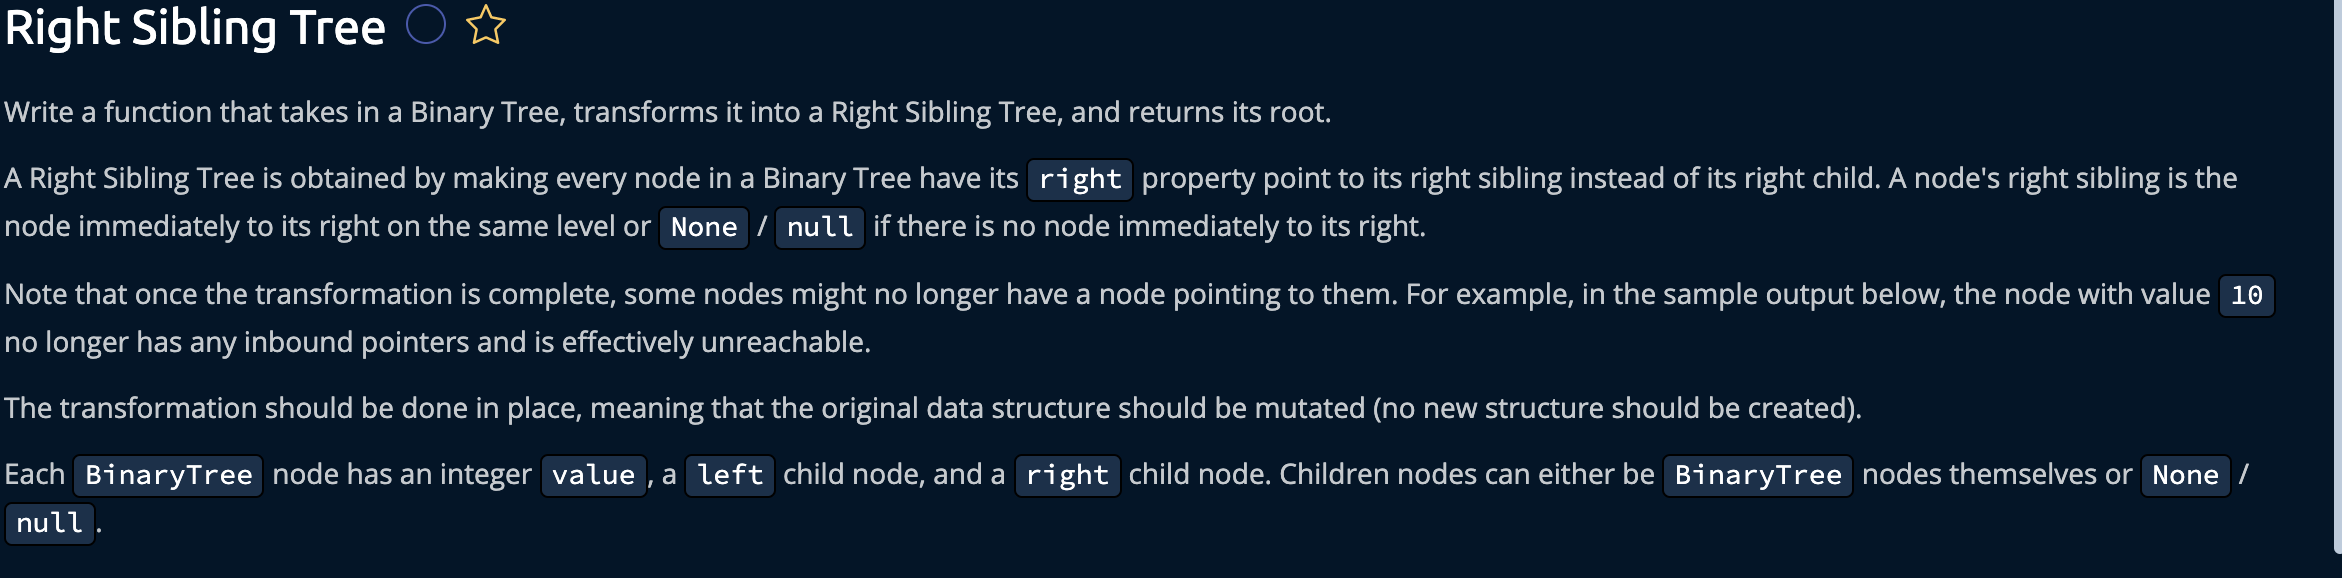 Right Sibling Tree
Write a function that takes in a Binary Tree, transforms it into a Right Sibling Tree, and returns its root.
A Right Sibling Tree is obtained by making every node in a Binary Tree have its right property point to its right sibling instead of its right child. A node's right sibling is the
node immediately to its right on the same level or None / null if there is no node immediately to its right.
Note that once the transformation is complete, some nodes might no longer have a node pointing to them. For example, in the sample output below, the node with value 10
no longer has any inbound pointers and is effectively unreachable.
The transformation should be done in place, meaning that the original data structure should be mutated (no new structure should be created).
Each BinaryTree node has an integer value, a left child node, and a right child node. Children nodes can either be BinaryTree nodes themselves or None /
null.